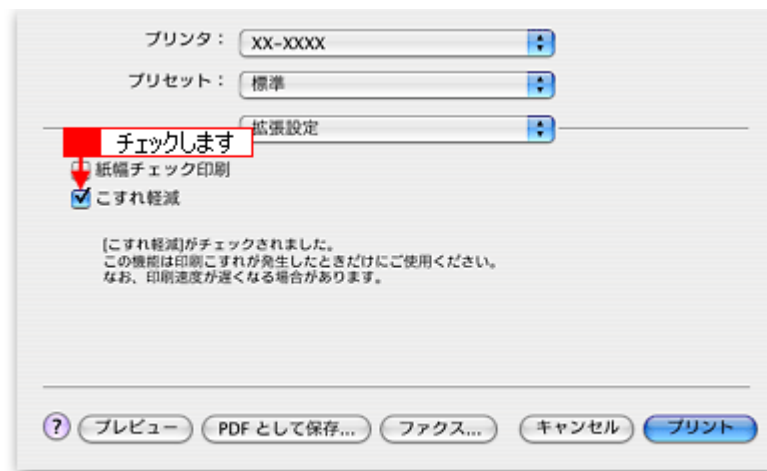 プリンタ： XX-XXXX
プリセット： 標準
拡張設定
チェックします
紙幅チェック印刷
こすれ軽減
[こすれ軽減]がチェックされました。
この機能は印刷こすれが発生したときだけにご使用ください。
なお、印刷速度が遅くなる場合があります。
? プレビュー PDF として保存... ファクス... キャンセル プリント